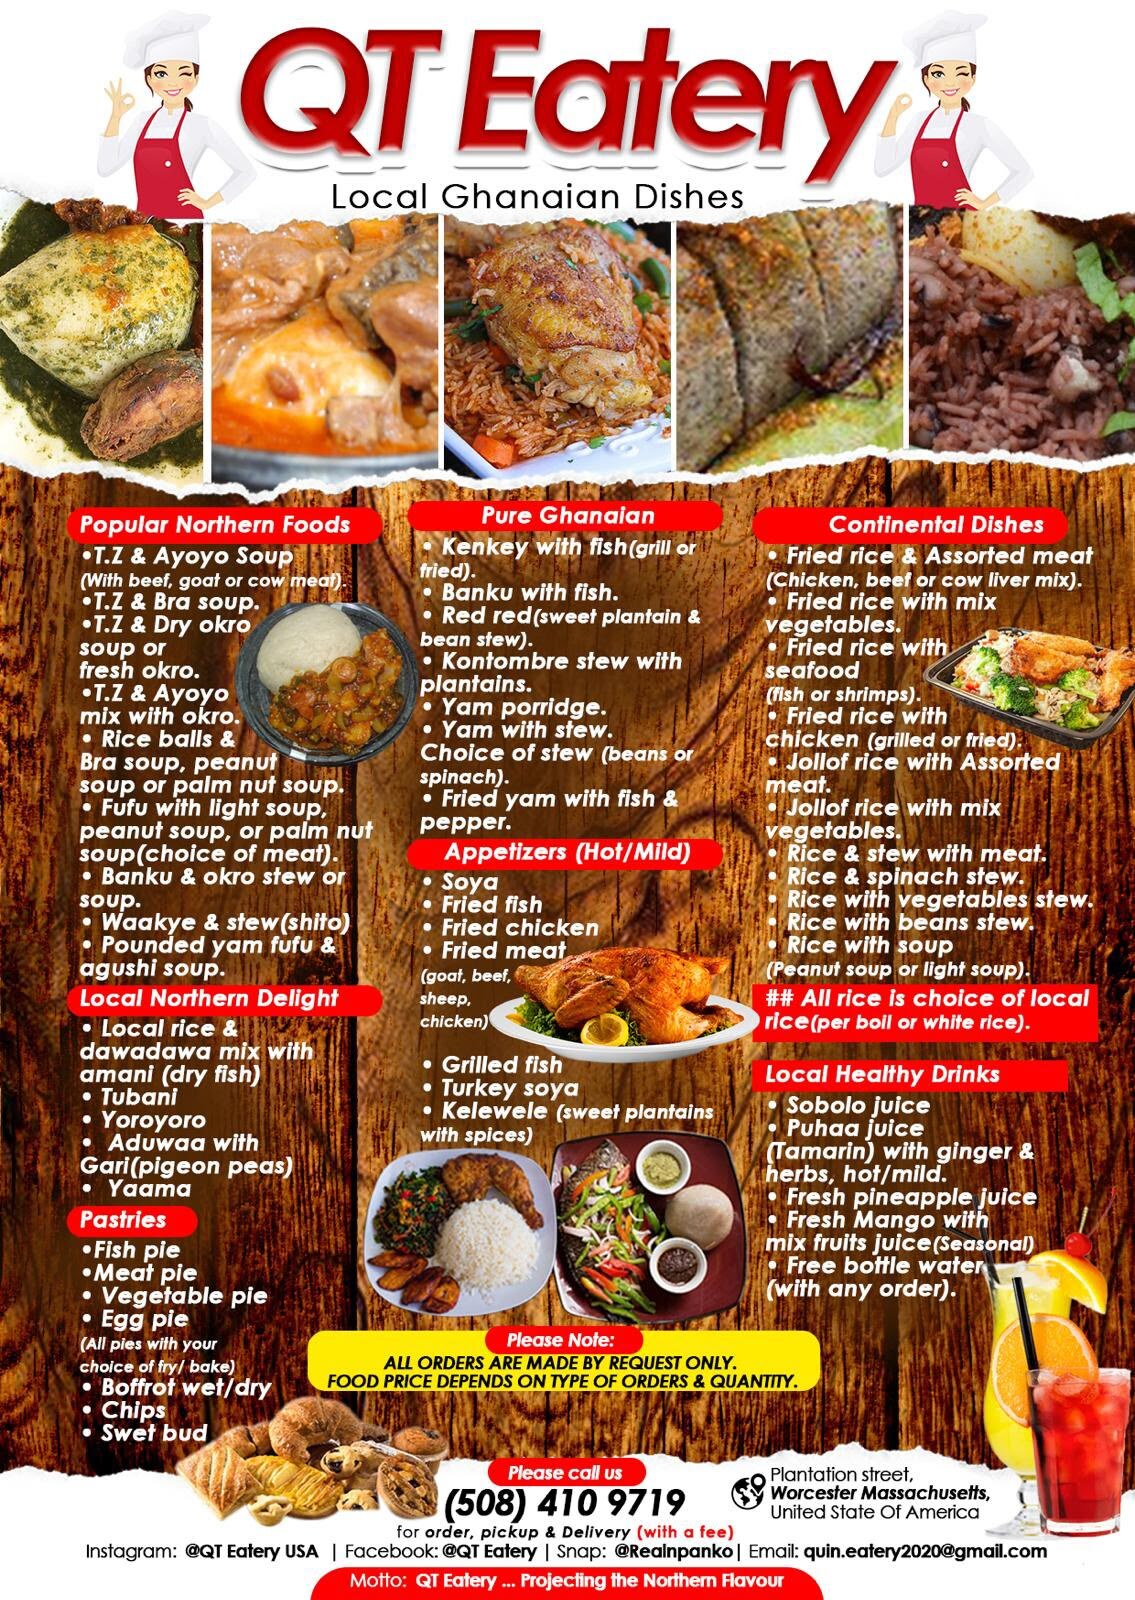 QT Eatery
Local Ghanaian Dishes
Popular Northern Foods
•T.Z & Ayoyo Soup
(With beef, goat or cow meat).
•T.Z & Bra soup.
•T.Z & Dry okro
soup or
fresh okro.
•T.Z & Ayoyo
mix with okro.
• Rice balls &
Bra soup, peanut
soup or palm nut soup.
• Fufu with light soup,
peanut soup, or palm nut
soup(choice of meat).
• Banku & okro stew or
soup.
• Waakye & stew(shito)
• Pounded yam fufu &
agushi soup.
Local Northern Delight
• Local rice &
dawadawa mix with
amani (dry fish)
• Tubani
• Yoroyoro
• Aduwaa with
Gari(pigeon peas)
• Yaama
Pastries
•Fish pie
•Meat pie
• Vegetable pie
• Egg pie
(All pies with your
choice of fry/ bake)
• Boffrot wet/dry
• Chips
• Swet bud
Pure Ghanaian
• Kenkey with fish(grill or
fried).
• Banku with fish.
• Red red(sweet plantain &
bean stew).
• Kontombre stew with
plantains.
• Yam porridge.
• Yam with stew.
Choice of stew (beans or
spinach).
• Fried yam with fish &
pepper.
Appetizers (Hot/Mild)
• Soya
• Fried fish
• Fried chicken
• Fried meat
(goat, beef,
sheep,
chicken)
• Grilled fish
• Turkey soya
• Kelewele (sweet plantains
with spices)
Continental Dishes
• Fried rice & Assorted meat
(Chicken, beef or cow liver mix).
• Fried rice with mix
vegetables.
• Fried rice with
seafood
(fish or shrimps).
• Fried rice with
chicken (grilled or fried).
• Jollof rice with Assorted
meat.
• Jollof rice with mix
vegetables.
• Rice & stew with meat.
• Rice & spinach stew.
• Rice with vegetables stew.
• Rice with beans stew.
• Rice with soup
(Peanut soup or light soup).
## All rice is choice of local
rice(per boil or white rice).
Local Healthy Drinks
• Sobolo juice
• Puhaa juice
(Tamarin) with ginger &
herbs, hot/mild.
• Fresh pineapple juice
• Fresh Mango with
mix fruits juice(Seasonal)
• Free bottle water
(with any order).
Please Note:
ALL ORDERS ARE MADE BY REQUEST ONLY.
FOOD PRICE DEPENDS ON TYPE OF ORDERS & QUANTITY.
Please call us
(508) 410 9719
for order, pickup & Delivery (with a fee)
Plantation street,
Worcester Massachusetts,
United State Of America
Instagram: @QT Eatery USA | Facebook: @QT Eatery | Snap: @Realnpanko| Email: quin.eatery2020@gmail.com
Motto: QT Eatery ... Projecting the Northern Flavour